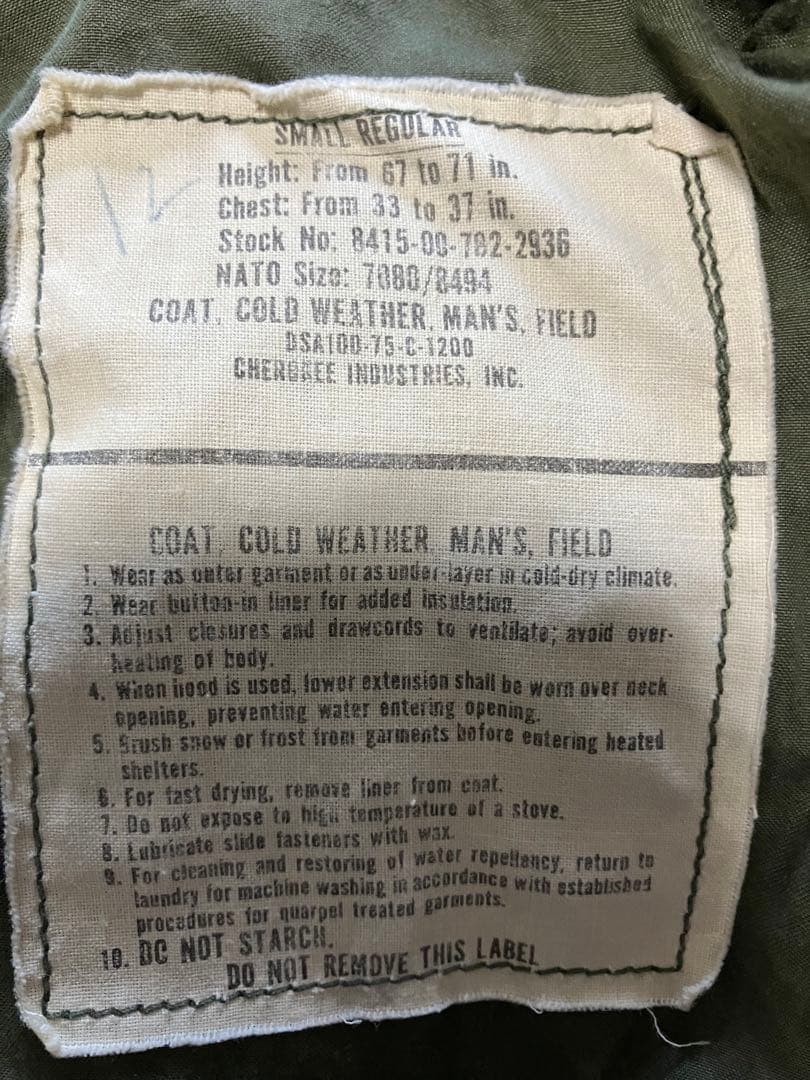 SMALL REGULAR
12
Height: From 67 to 71 in.
Chest: From 33 to 37 in.
Stock No: 8415-00-782-2936
NATO Size: 7080/8494
COAT, COLD WEATHER, MAN'S, FIELD
DSA100-75-C-1200
CHEROKEE INDUSTRIES, INC.
COAT, COLD WEATHER, MAN'S, FIELD
1. Wear as outer garment or as under-layer in cold-dry climate.
2. Wear button-in liner for added insulation.
3. Adjust closures and drawcords to ventilate; avoid over-
heating of body.
4. When hood is used, lower extension shall be worn over neck
opening, preventing water entering opening.
5. Brush snow or frost from garments before entering heated
shelters.
6. For fast drying, remove liner from coat.
7. Do not expose to high temperature of a stove.
8. Lubricate slide fasteners with wax.
9. For cleaning and restoring of water repellency, return to
laundry for machine washing in accordance with established
procedures for quarpel treated garments.
10. DO NOT STARCH.
DO NOT REMOVE THIS LABEL